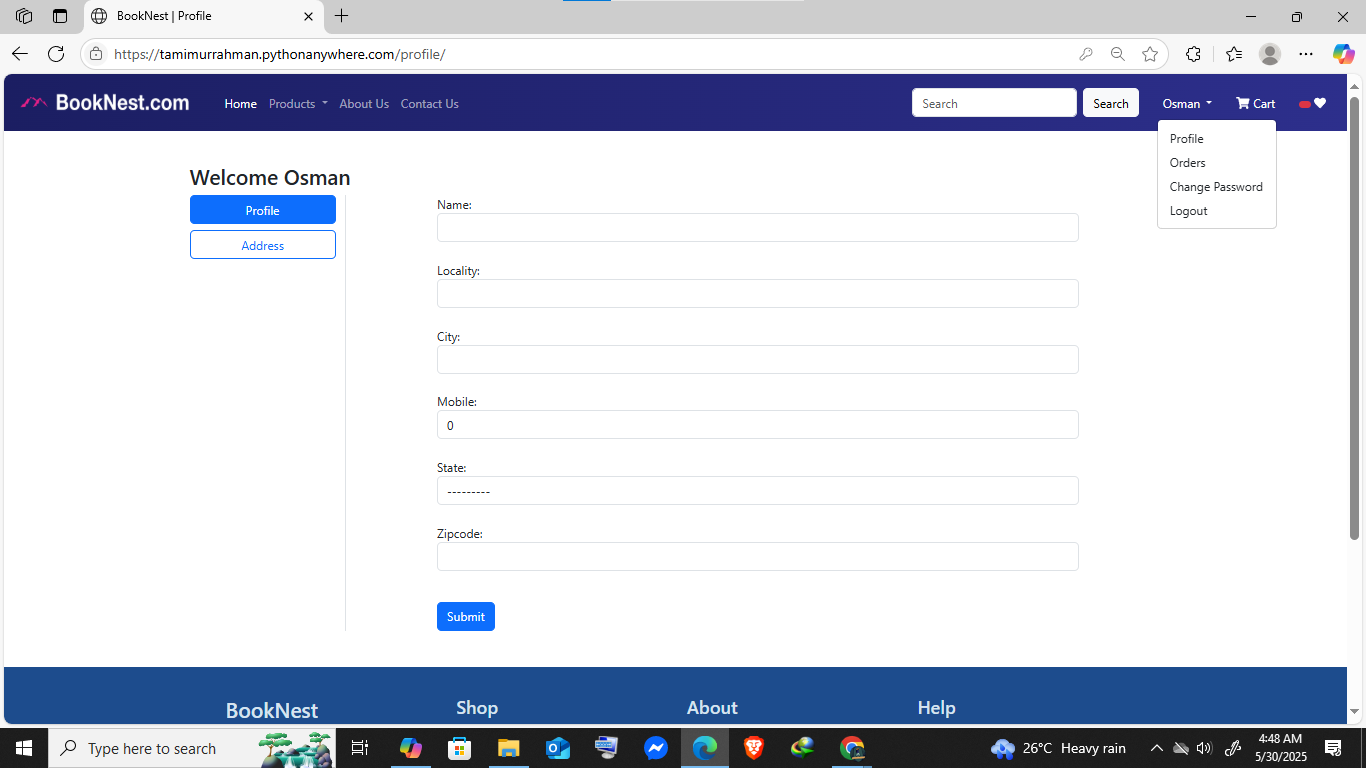 BookNest | Profile
https://tamimurrahman.pythonanywhere.com/profile/
BookNest.com Home Products About Us Contact Us Search Search Osman Cart
Profile
Orders
Change Password
Logout
Welcome Osman
Profile
Address
Name:
Locality:
City:
Mobile:
0
State:
---------
Zipcode:
Submit
BookNest Shop About Help
Type here to search 26°C Heavy rain 4:48 AM
5/30/2025